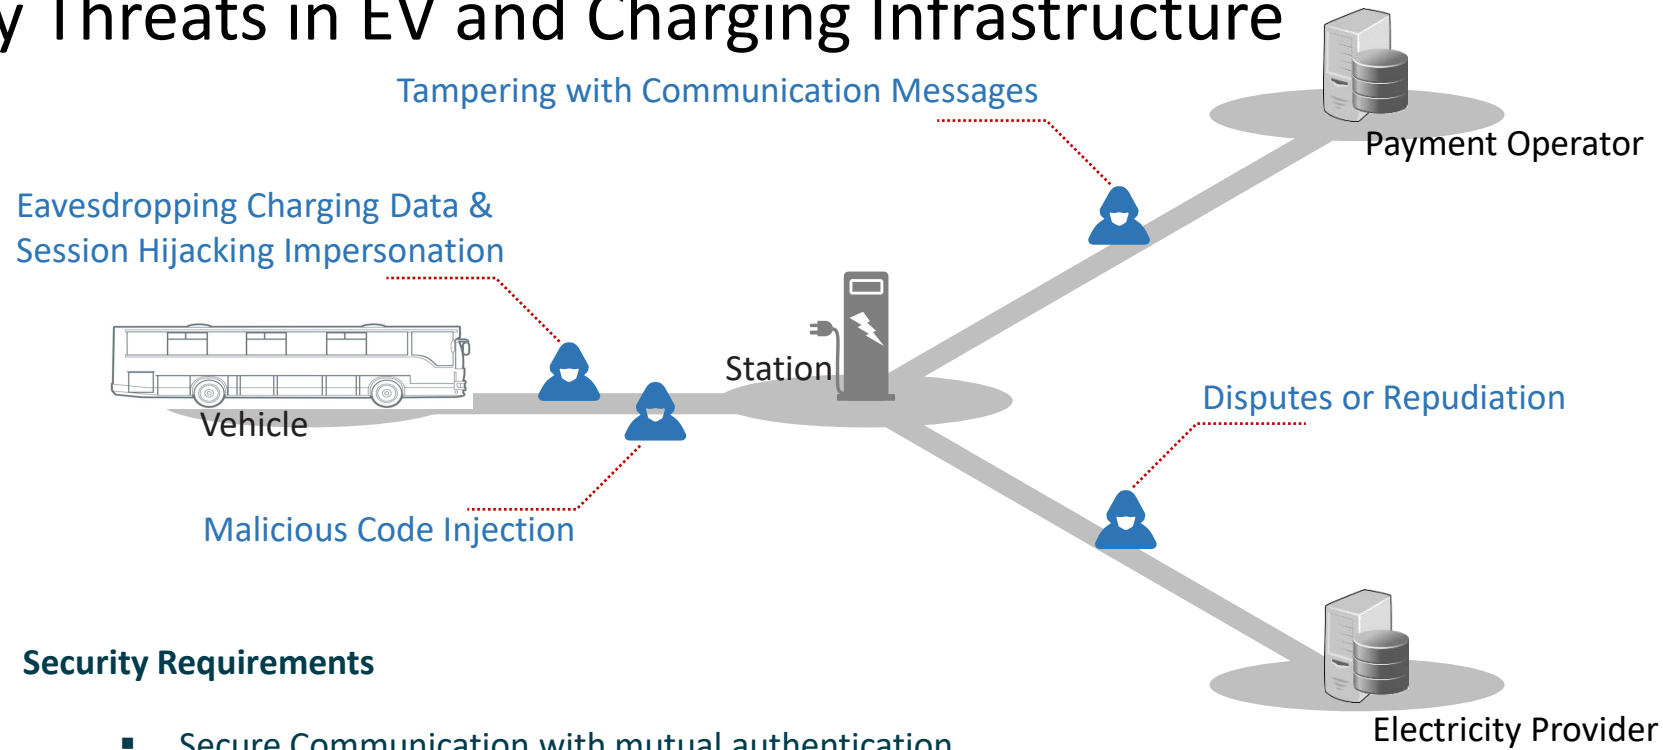 y Threats in EV and Charging Infrastructure
Tampering with Communication Messages
Payment Operator
Eavesdropping Charging Data &
Session Hijacking Impersonation
Station
Vehicle
Disputes or Repudiation
Malicious Code Injection
Security Requirements
Electricity Provider
▪ Secure Communication with mutual authentication